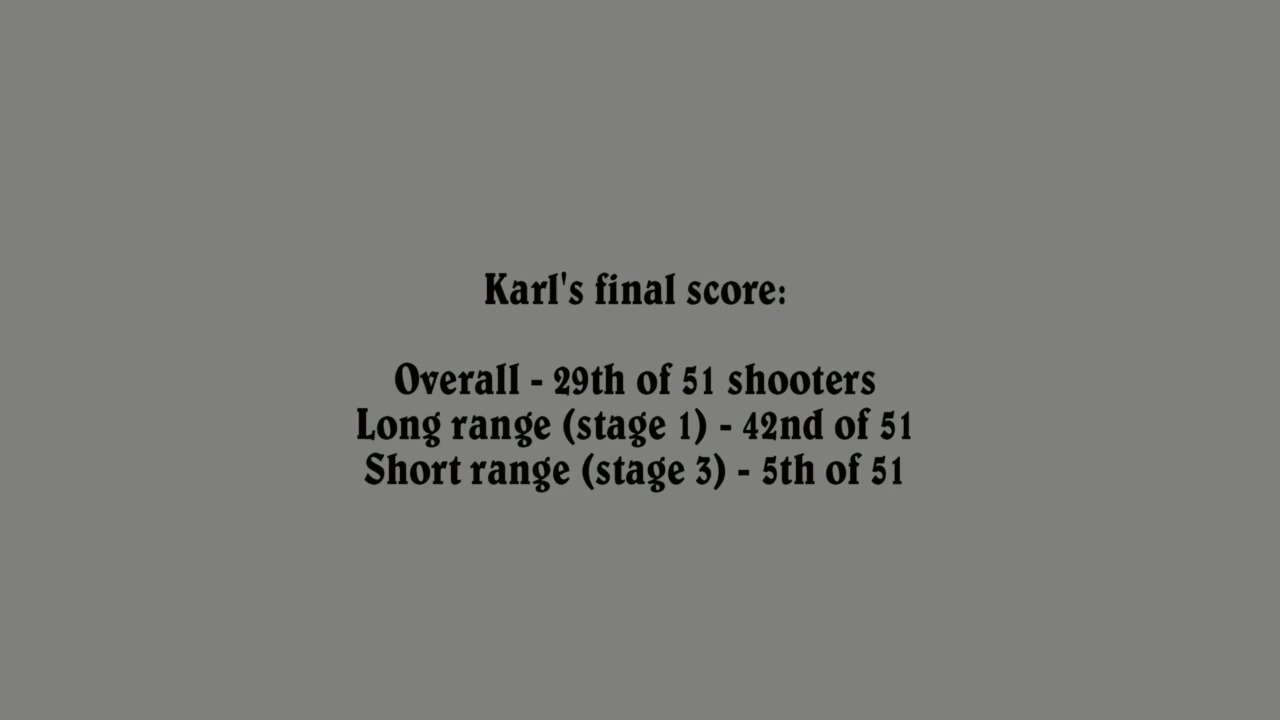 Karl's final score:
Overall - 29th of 51 shooters
Long range (stage 1) - 42nd of 51
Short range (stage 3) - 5th of 51